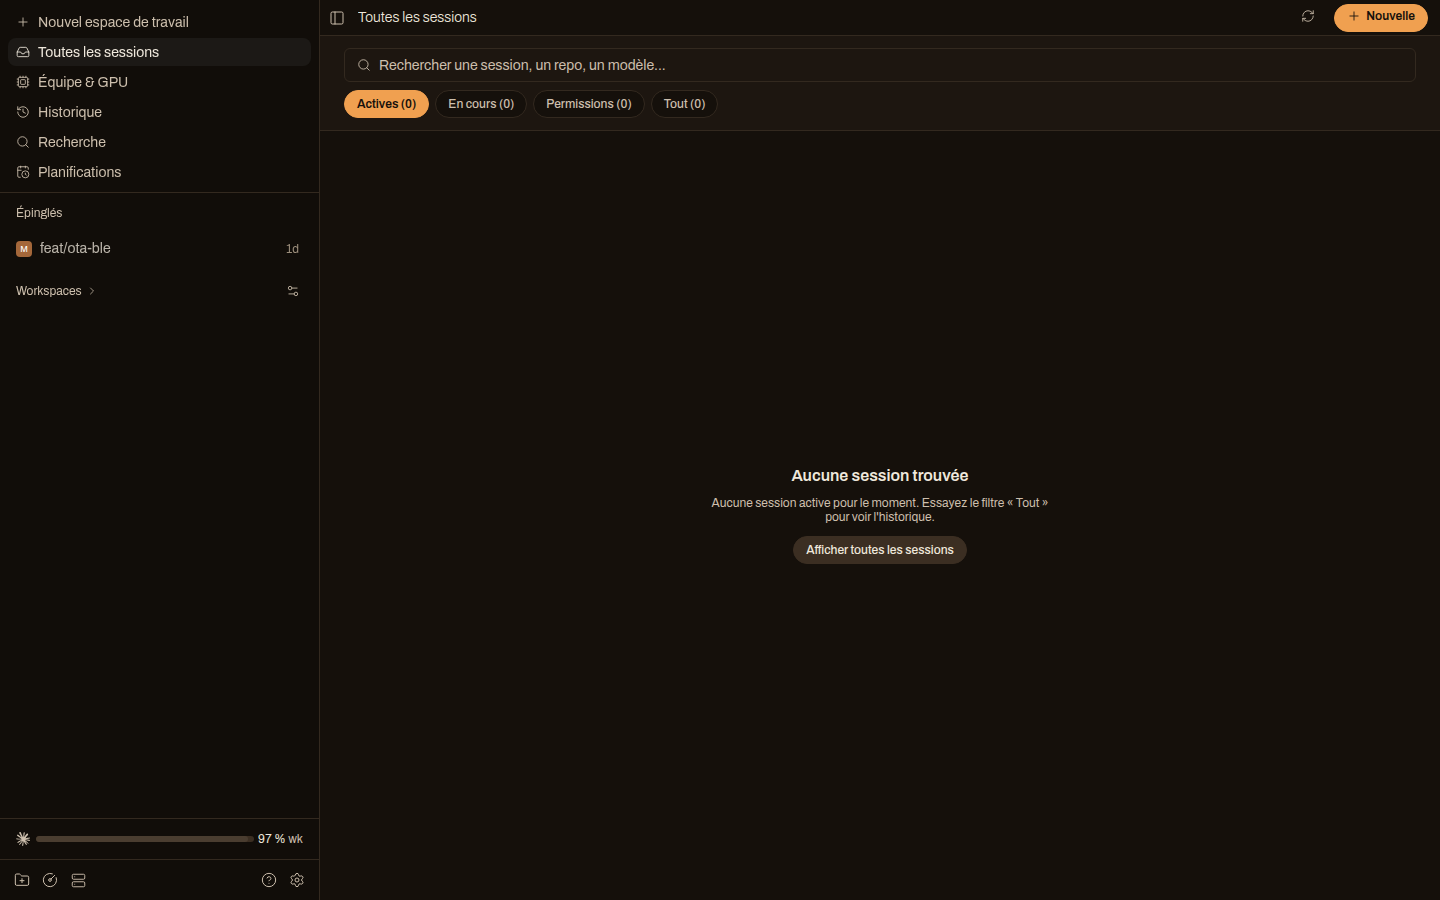 Nouvel espace de travail
Toutes les sessions
Équipe & GPU
Historique
Recherche
Planifications
Épinglés
M feat/ota-ble 1d
Workspaces
97 % wk
Toutes les sessions
Nouvelle
Rechercher une session, un repo, un modèle...
Actives (0) En cours (0) Permissions (0) Tout (0)
Aucune session trouvée
Aucune session active pour le moment. Essayez le filtre « Tout »
pour voir l'historique.
Afficher toutes les sessions